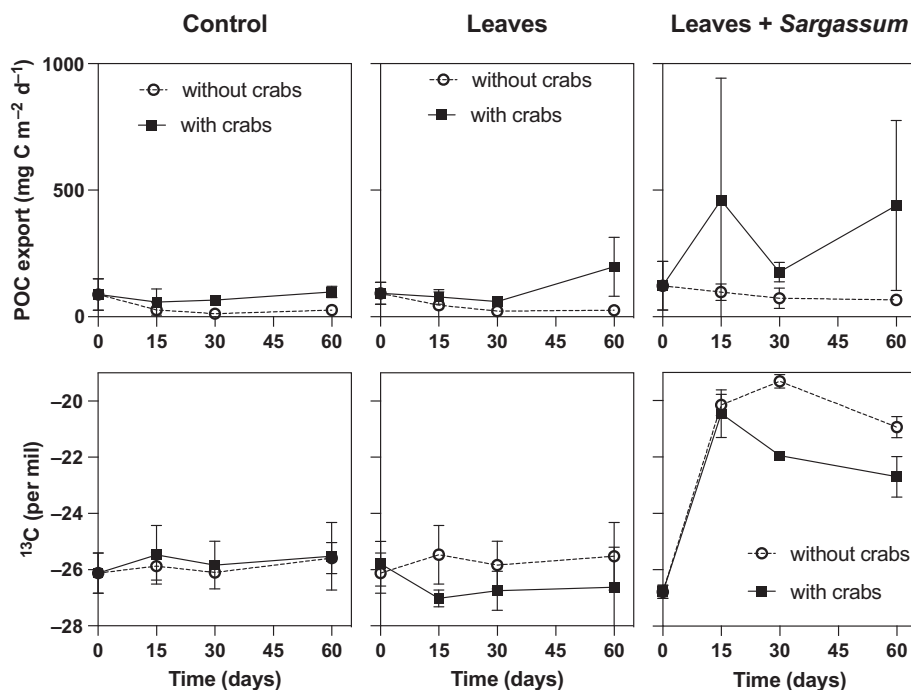 Control Leaves Leaves + Sargassum
POC export (mg C m⁻² d⁻¹)
1000
500
0
without crabs
with crabs
without crabs
with crabs
0 15 30 45 60 0 15 30 45 60 0 15 30 45 60
¹³C (per mil)
–20
–22
–24
–26
–28
without crabs
with crabs
0 15 30 45 60 0 15 30 45 60 0 15 30 45 60
Time (days) Time (days) Time (days)